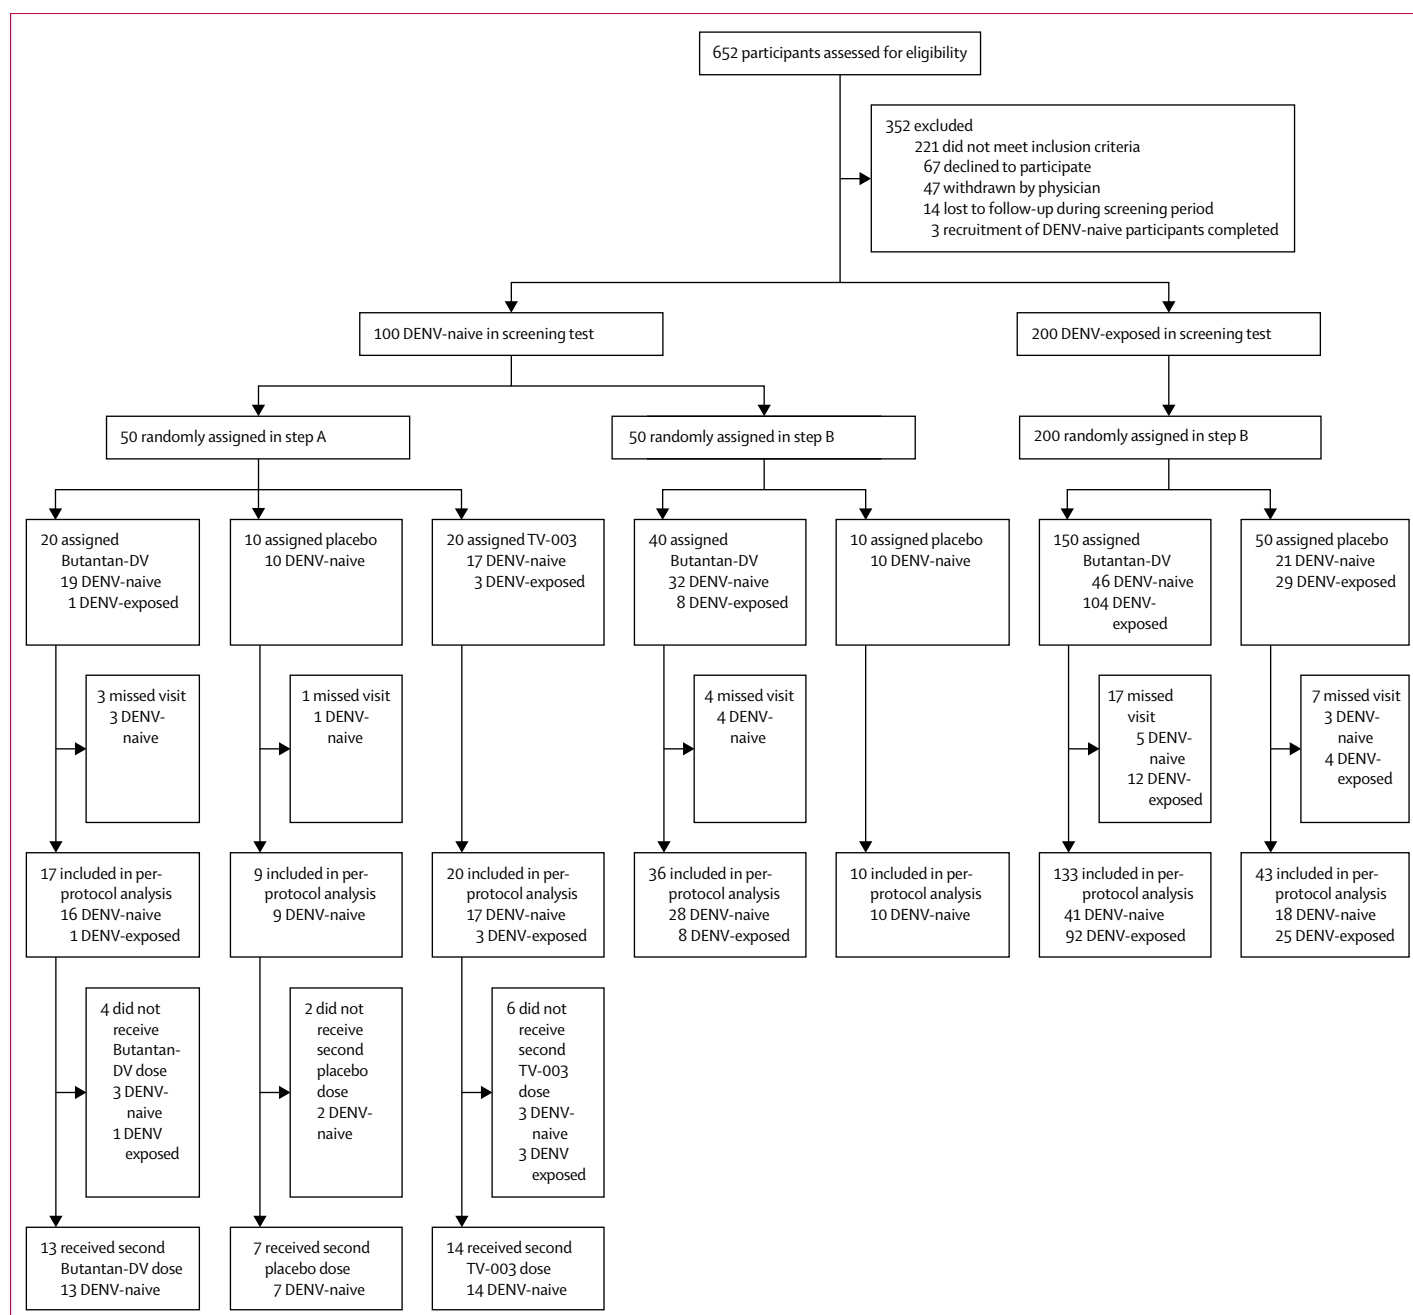 652 participants assessed for eligibility
352 excluded
221 did not meet inclusion criteria
67 declined to participate
47 withdrawn by physician
14 lost to follow-up during screening period
3 recruitment of DENV-naive participants completed
100 DENV-naive in screening test
200 DENV-exposed in screening test
50 randomly assigned in step A
50 randomly assigned in step B
200 randomly assigned in step B
20 assigned
Butantan-DV
19 DENV-naive
1 DENV-exposed
10 assigned placebo
10 DENV-naive
20 assigned TV-003
17 DENV-naive
3 DENV-exposed
40 assigned
Butantan-DV
32 DENV-naive
8 DENV-exposed
10 assigned placebo
10 DENV-naive
150 assigned
Butantan-DV
46 DENV-naive
104 DENV-
exposed
50 assigned placebo
21 DENV-naive
29 DENV-exposed
3 missed visit
3 DENV-
naive
1 missed visit
1 DENV-
naive
4 missed visit
4 DENV-
naive
17 missed
visit
5 DENV-
naive
12 DENV-
exposed
7 missed visit
3 DENV-
naive
4 DENV-
exposed
17 included in per-
protocol analysis
16 DENV-naive
1 DENV-exposed
9 included in per-
protocol analysis
9 DENV-naive
20 included in per-
protocol analysis
17 DENV-naive
3 DENV-exposed
36 included in per-
protocol analysis
28 DENV-naive
8 DENV-exposed
10 included in per-
protocol analysis
10 DENV-naive
133 included in per-
protocol analysis
41 DENV-naive
92 DENV-exposed
43 included in per-
protocol analysis
18 DENV-naive
25 DENV-exposed
4 did not
receive
Butantan-
DV dose
3 DENV-
naive
1 DENV
exposed
2 did not
receive
second
placebo
dose
2 DENV-
naive
6 did not
receive
second
TV-003
dose
3 DENV-
naive
3 DENV
exposed
13 received second
Butantan-DV dose
13 DENV-naive
7 received second
placebo dose
7 DENV-naive
14 received second
TV-003 dose
14 DENV-naive